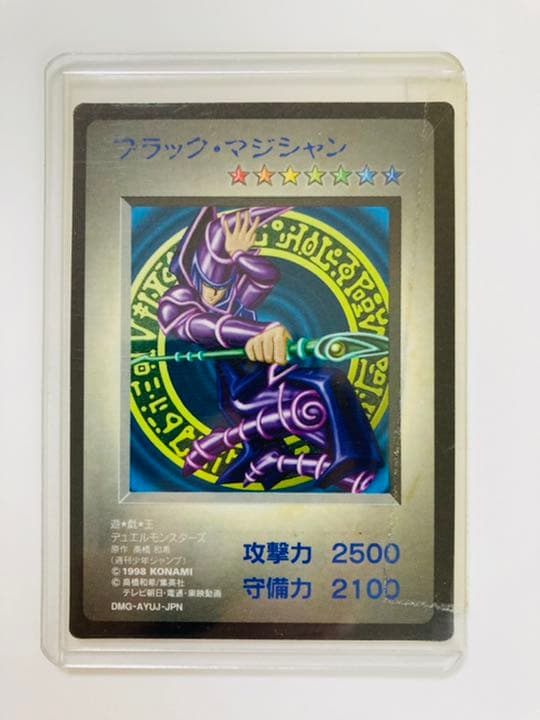 ブラック・マジシャン
攻撃力 2500
守備力 2100
遊★戯★王
デュエルモンスターズ
原作 高橋 和希
(週刊少年ジャンプ)
© 1998 KONAMI
© 高橋和希/集英社
テレビ朝日・電通・東映動画
DMG-AYUJ-JPN